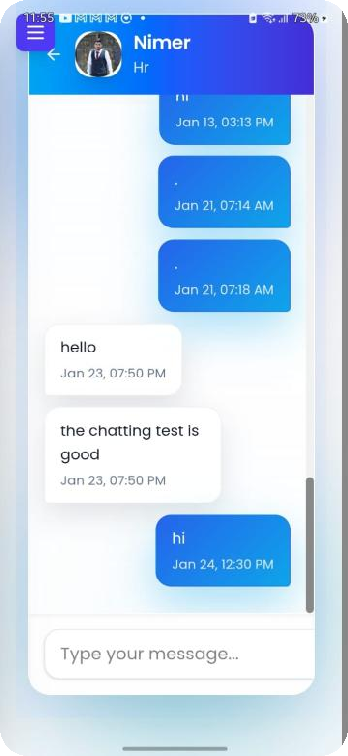 11:55
73%
Nimer
Hr
hi
Jan 13, 03:13 PM
.
Jan 21, 07:14 AM
.
Jan 21, 07:18 AM
hello
Jan 23, 07:50 PM
the chatting test is
good
Jan 23, 07:50 PM
hi
Jan 24, 12:30 PM
Type your message...